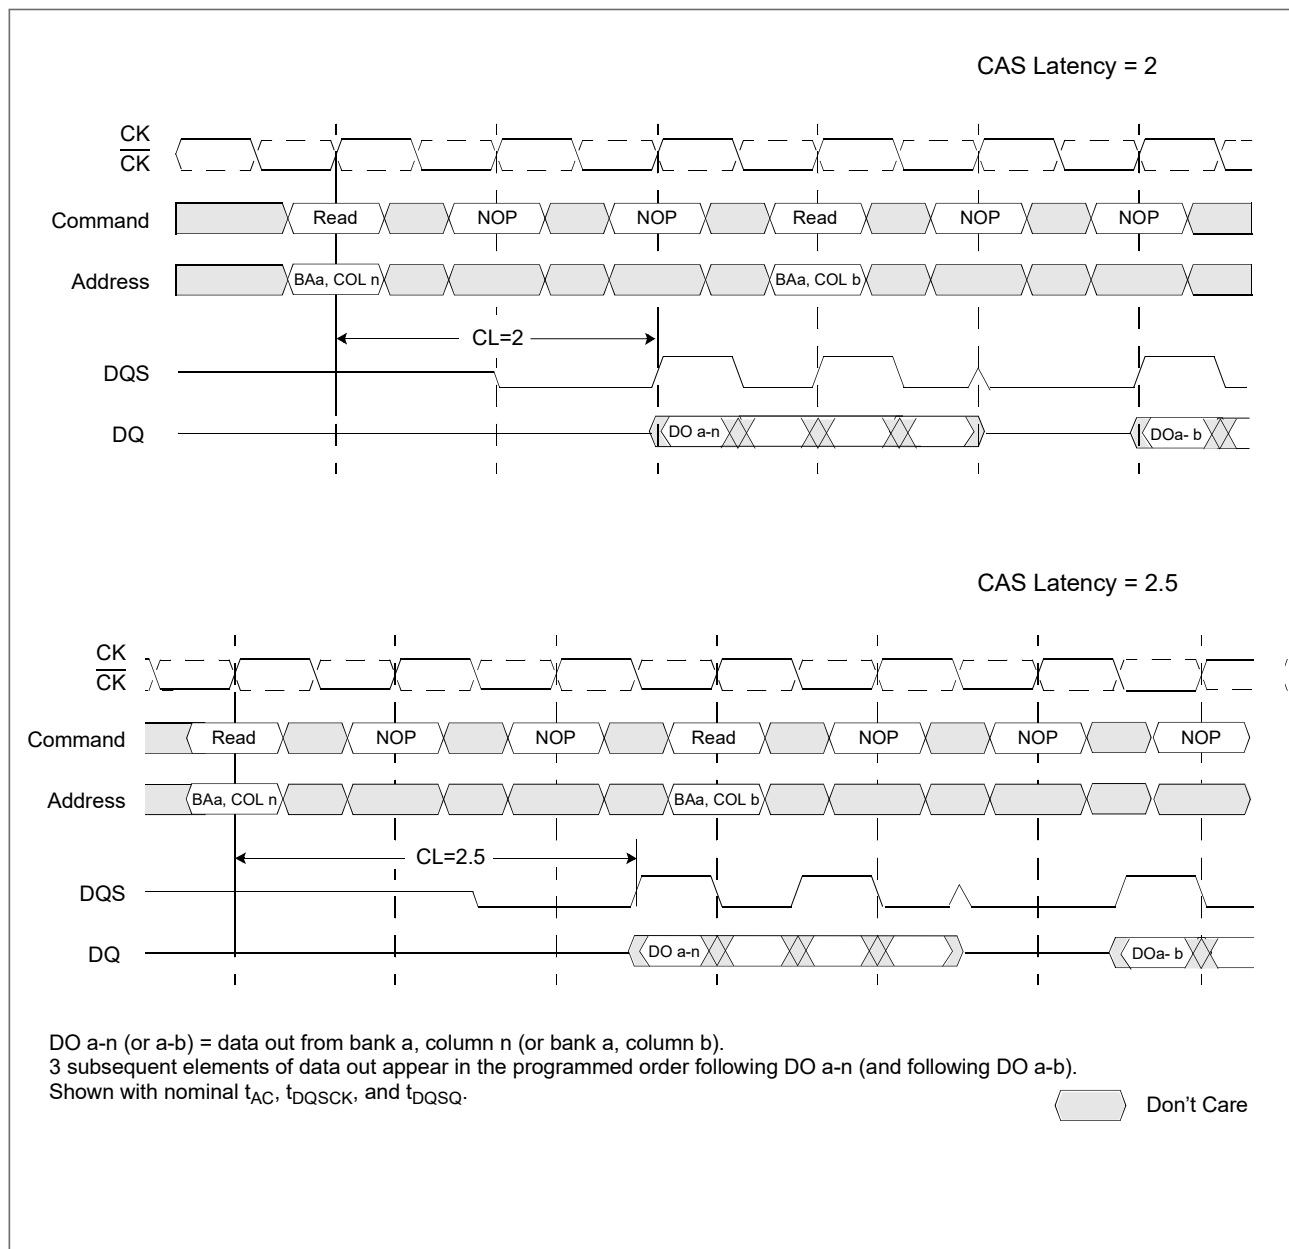 CAS Latency = 2
CK
CK
Command Read NOP NOP Read NOP NOP
Address BAa, COL n BAa, COL b
CL=2
DQS
DQ DO a-n DOa- b
CAS Latency = 2.5
CK
CK
Command Read NOP NOP Read NOP NOP NOP
Address BAa, COL n BAa, COL b
CL=2.5
DQS
DQ DO a-n DOa- b
DO a-n (or a-b) = data out from bank a, column n (or bank a, column b).
3 subsequent elements of data out appear in the programmed order following DO a-n (and following DO a-b).
Shown with nominal tAC, tDQSCK, and tDQSQ.
Don't Care